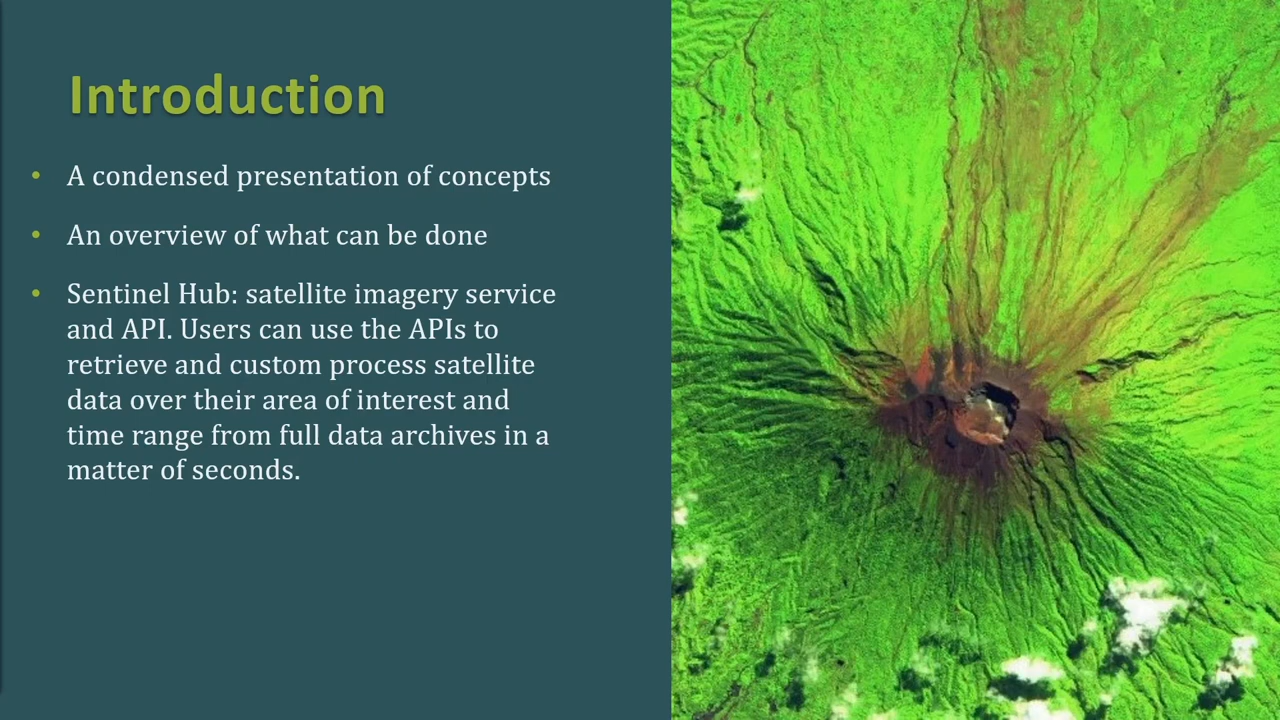 Introduction
• A condensed presentation of concepts
• An overview of what can be done
• Sentinel Hub: satellite imagery service
and API. Users can use the APIs to
retrieve and custom process satellite
data over their area of interest and
time range from full data archives in a
matter of seconds.